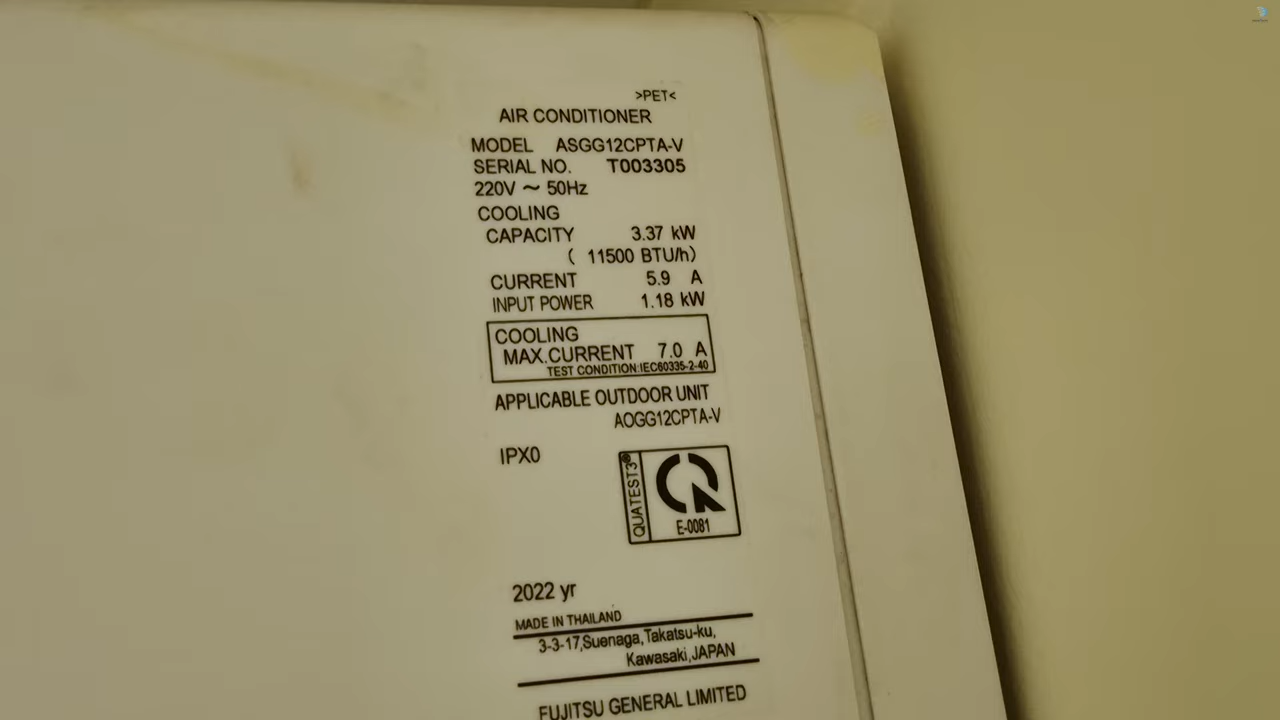 >PET<
AIR CONDITIONER
MODEL ASGG12CPTA-V
SERIAL NO. T003305
220V ~ 50Hz
COOLING
CAPACITY 3.37 kW
( 11500 BTU/h)
CURRENT 5.9 A
INPUT POWER 1.18 kW
COOLING
MAX.CURRENT 7.0 A
TEST CONDITION:IEC60335-2-40
APPLICABLE OUTDOOR UNIT
AOGG12CPTA-V
IPX0
QUATEST3®
E-0081
2022 yr
MADE IN THAILAND
3-3-17,Suenaga,Takatsu-ku,
Kawasaki,JAPAN
FUJITSU GENERAL LIMITED